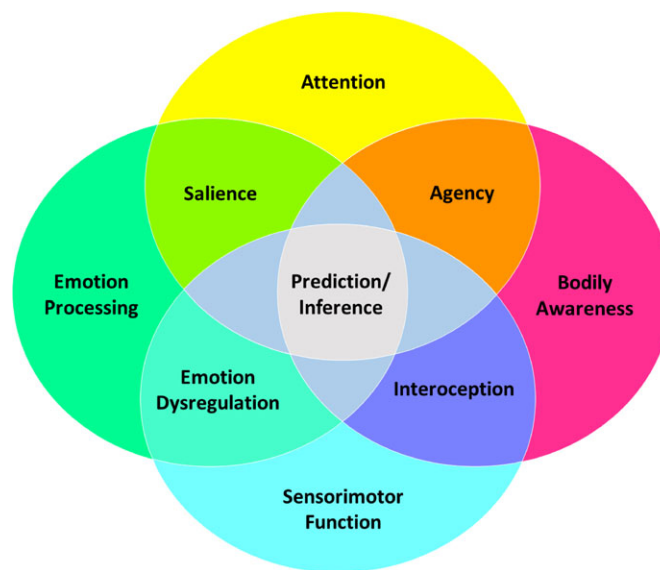 Attention
Salience
Agency
Emotion
Processing
Prediction/
Inference
Bodily
Awareness
Emotion
Dysregulation
Interoception
Sensorimotor
Function